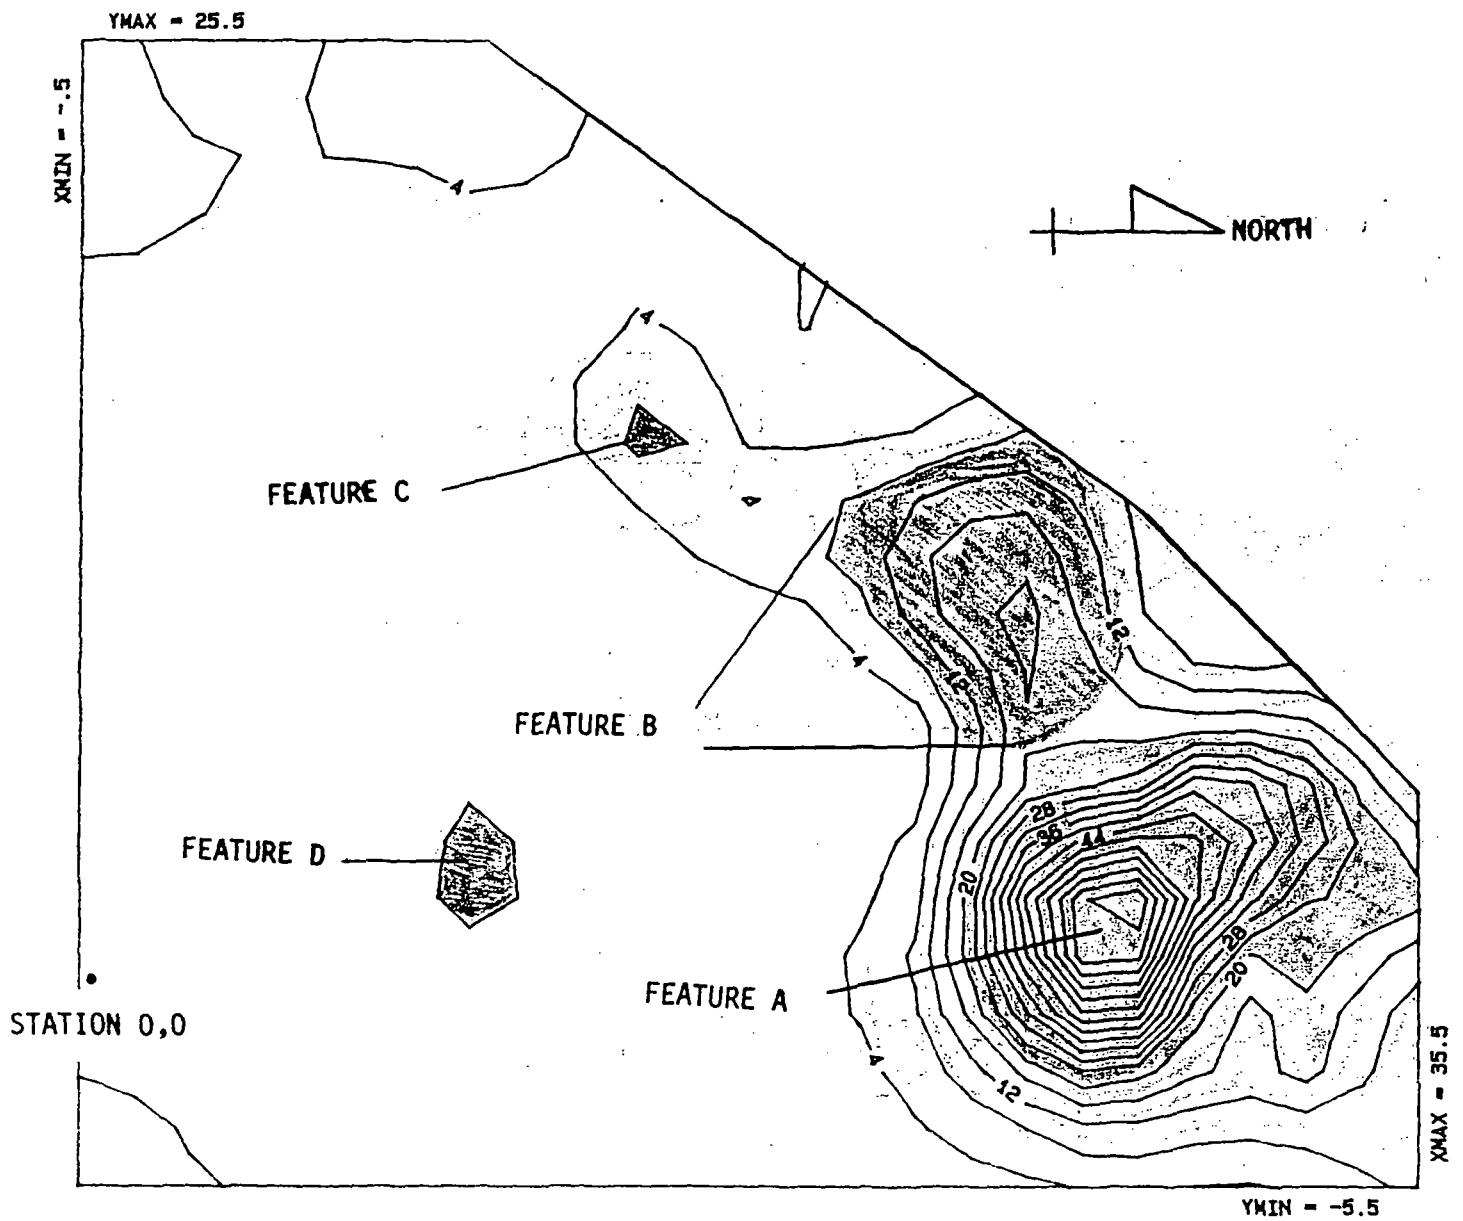 YMAX = 25.5
XMIN = -.5
4
NORTH
4
FEATURE C
4
12
4
12
FEATURE B
28
36
44
FEATURE D
20
28
20
FEATURE A
STATION 0,0
4
12
XMAX = 35.5
YMIN = -5.5